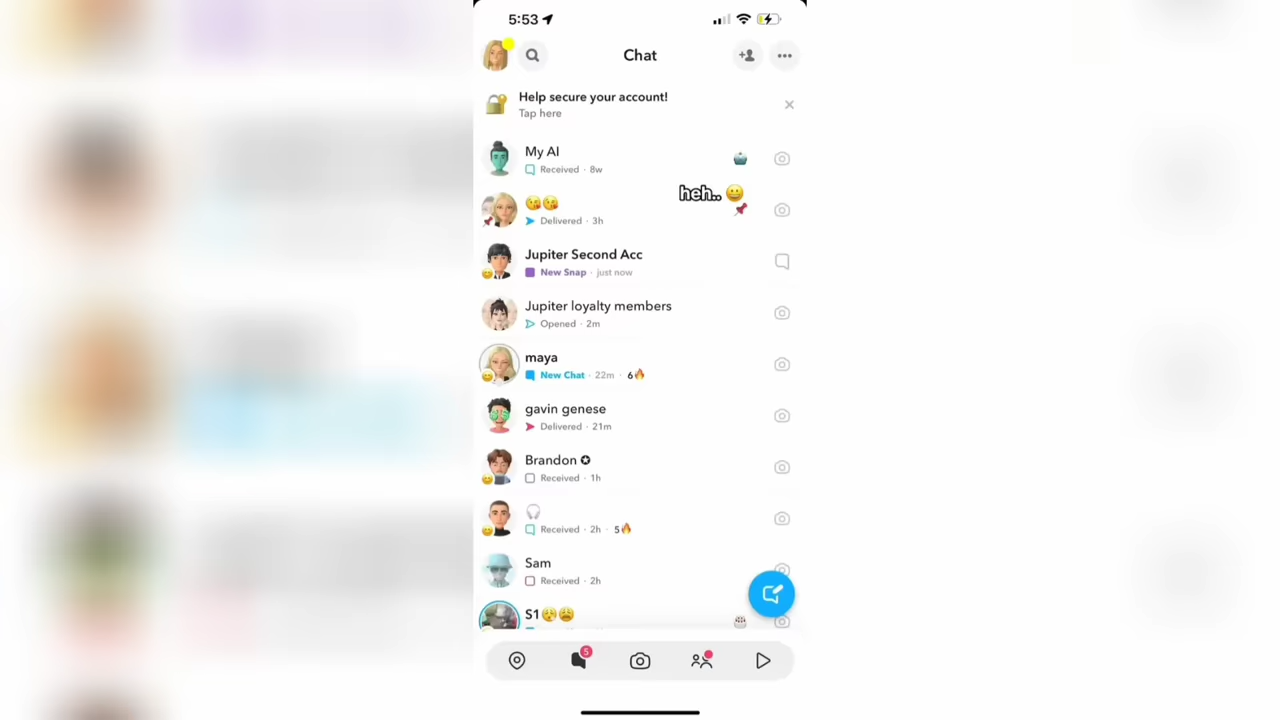 5:53
Chat
Help secure your account!
Tap here
My AI
Received · 8w
heh.. 😀
😘😘
Delivered · 3h
Jupiter Second Acc
New Snap · just now
Jupiter loyalty members
Opened · 2m
maya
New Chat · 22m · 6🔥
gavin genese
Delivered · 21m
Brandon ✪
Received · 1h
🎧
Received · 2h · 5🔥
Sam
Received · 2h
S1😚😩
5